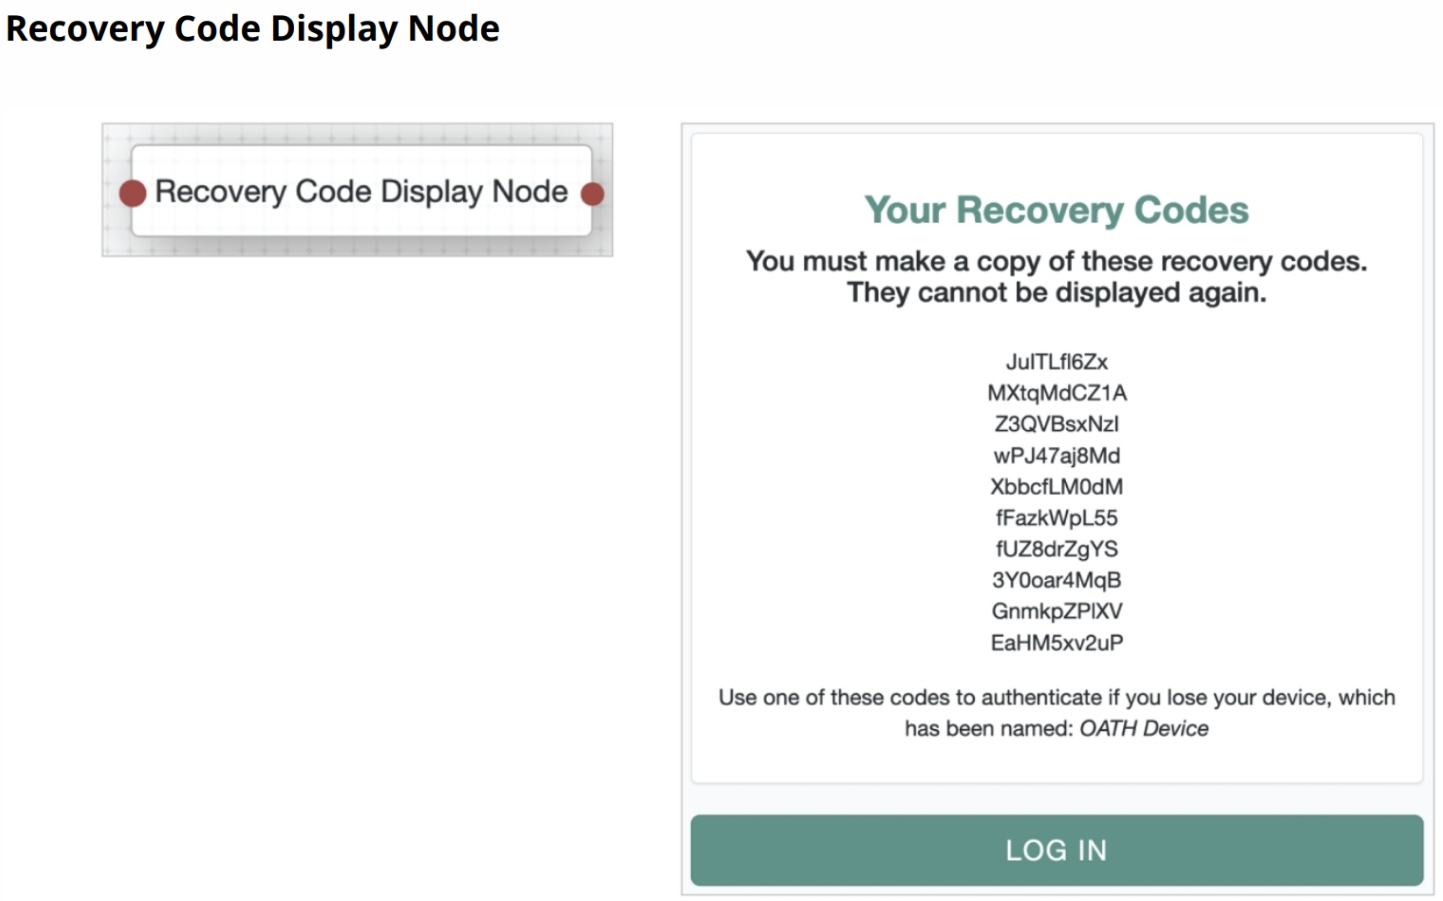 Recovery Code Display Node
Recovery Code Display Node
Your Recovery Codes
You must make a copy of these recovery codes.
They cannot be displayed again.
JulTLfl6Zx
MXtqMdCZ1A
Z3QVBsxNzl
wPJ47aj8Md
XbbcfLM0dM
fFazkWpL55
fUZ8drZgYS
3Y0oar4MqB
GnmkpZPlXV
EaHM5xv2uP
Use one of these codes to authenticate if you lose your device, which
has been named: OATH Device
LOG IN